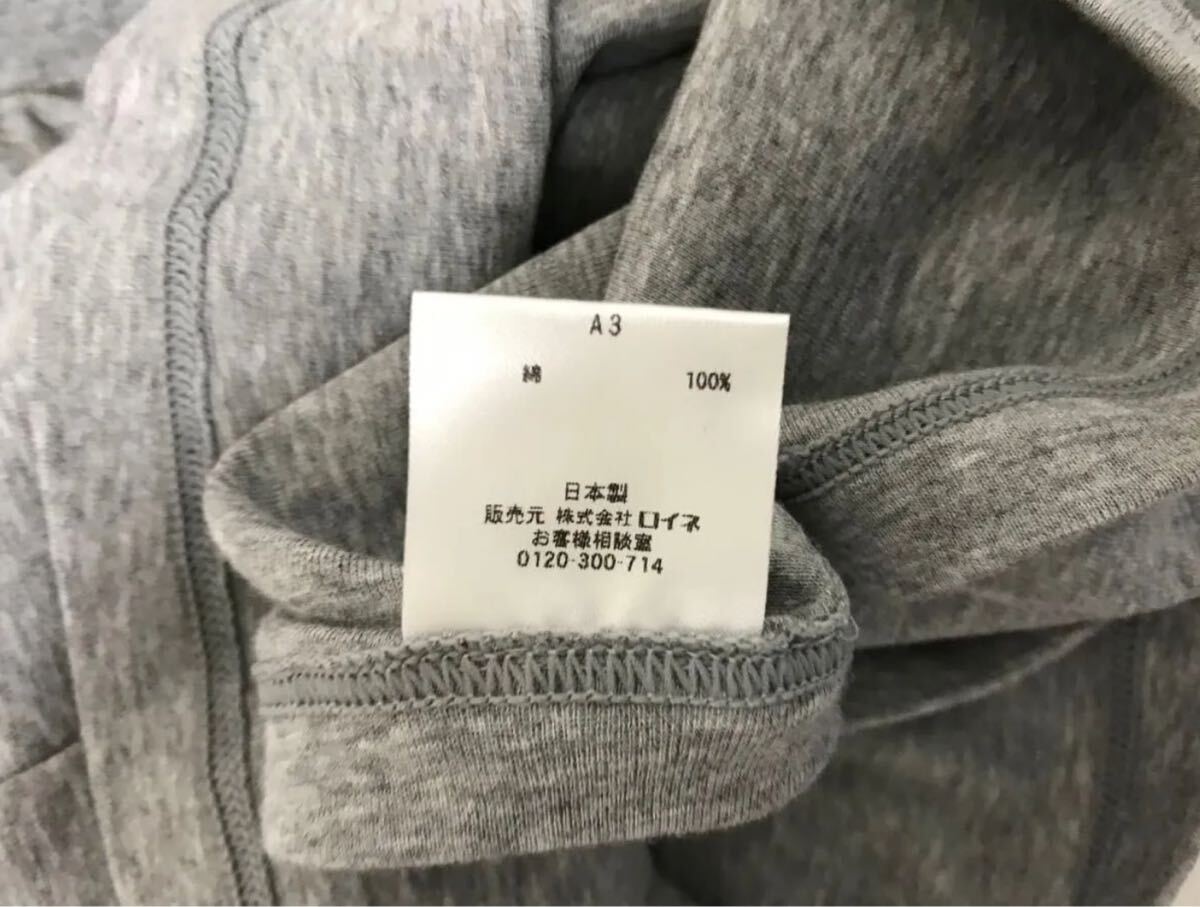 A3
綿 100%
日本製
販売元 株式会社ロイネ
お客様相談室
0120-300-714